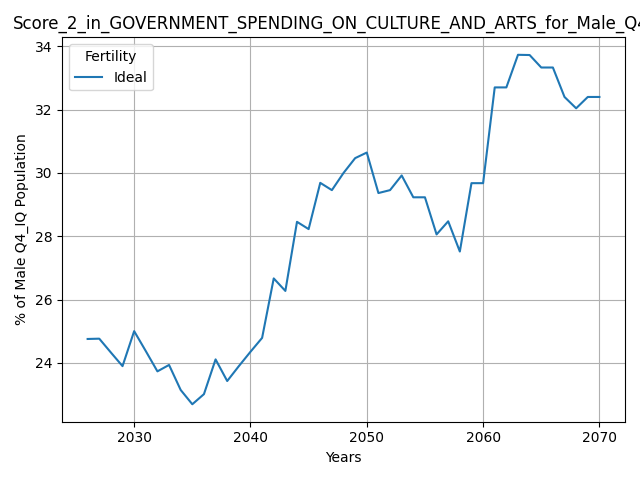 Score_2_in_GOVERNMENT_SPENDING_ON_CULTURE_AND_ARTS_for_Male_Q4
34
32
30
28
26
24
Fertility
Ideal
% of Male Q4_IQ Population
2030 2040 2050 2060 2070
Years